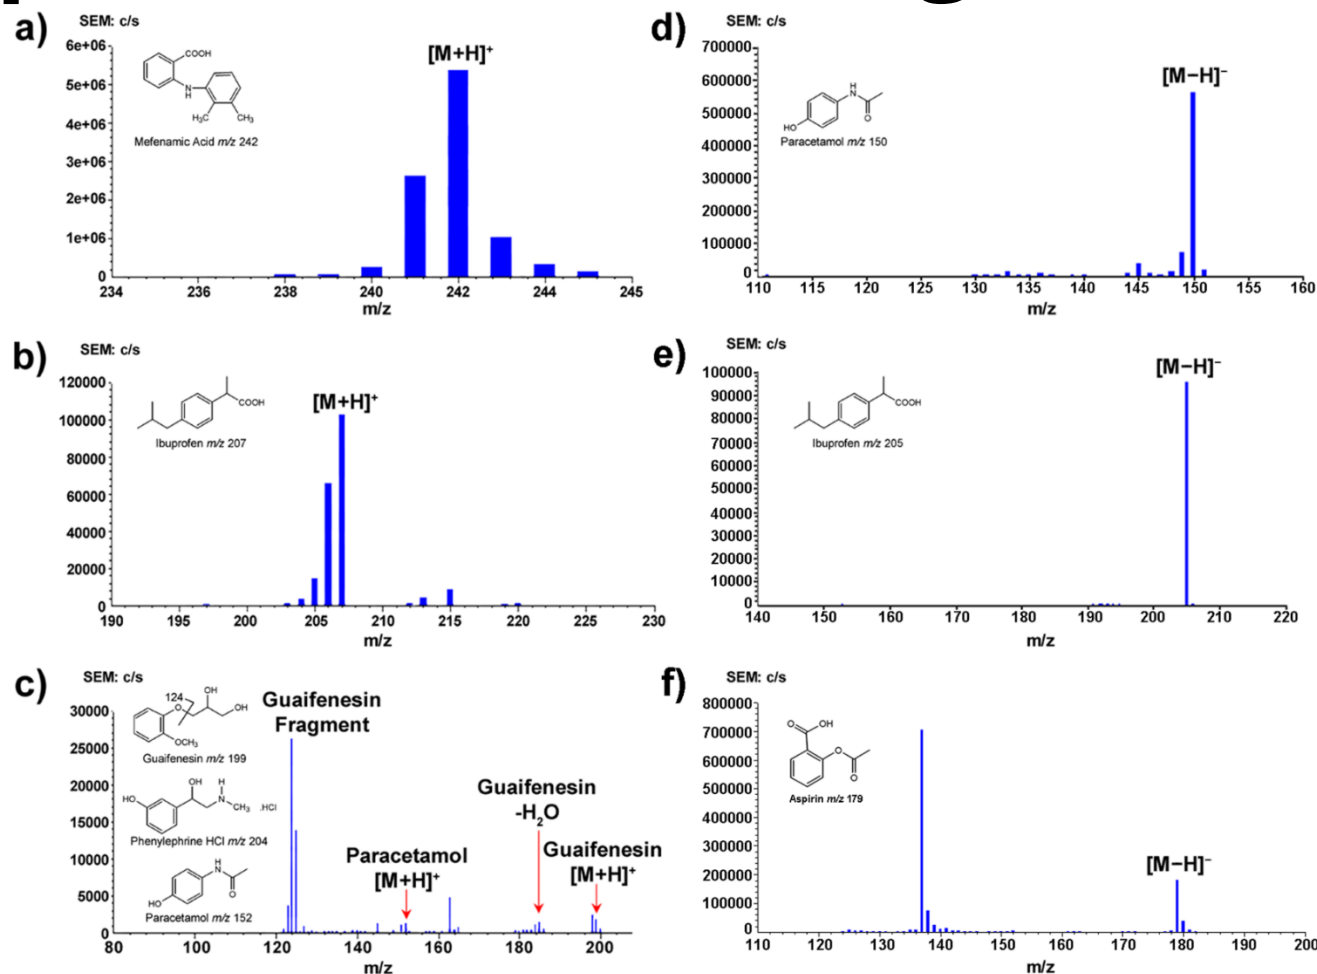 a)
SEM: c/s
6e+06
5e+06
4e+06
3e+06
2e+06
1e+06
0
[M+H]⁺
COOH
N
H
H₃C
CH₃
Mefenamic Acid m/z 242
234
236
238
240
242
244
245
m/z
b)
SEM: c/s
120000
100000
80000
60000
40000
20000
0
[M+H]⁺
COOH
Ibuprofen m/z 207
190
195
200
205
210
215
220
225
230
m/z
c)
SEM: c/s
30000
25000
20000
15000
10000
5000
0
124
OH
O
OH
OCH₃
Guaifenesin m/z 199
OH
H
HO
N
CH₃
.HCl
Phenylephrine HCl m/z 204
H
N
HO
O
Paracetamol m/z 152
Guaifenesin
Fragment
Paracetamol
[M+H]⁺
Guaifenesin
-H₂O
Guaifenesin
[M+H]⁺
80
100
120
140
160
180
200
m/z
d)
SEM: c/s
700000
600000
500000
400000
300000
200000
100000
0
[M−H]⁻
H
N
HO
O
Paracetamol m/z 150
110
115
120
125
130
135
140
145
150
155
160
m/z
e)
SEM: c/s
100000
90000
80000
70000
60000
50000
40000
30000
20000
10000
0
[M−H]⁻
COOH
Ibuprofen m/z 205
140
150
160
170
180
190
200
210
220
m/z
f)
SEM: c/s
800000
700000
600000
500000
400000
300000
200000
100000
0
O
OH
O
O
Aspirin m/z 179
[M−H]⁻
110
120
130
140
150
160
170
180
190
200
m/z